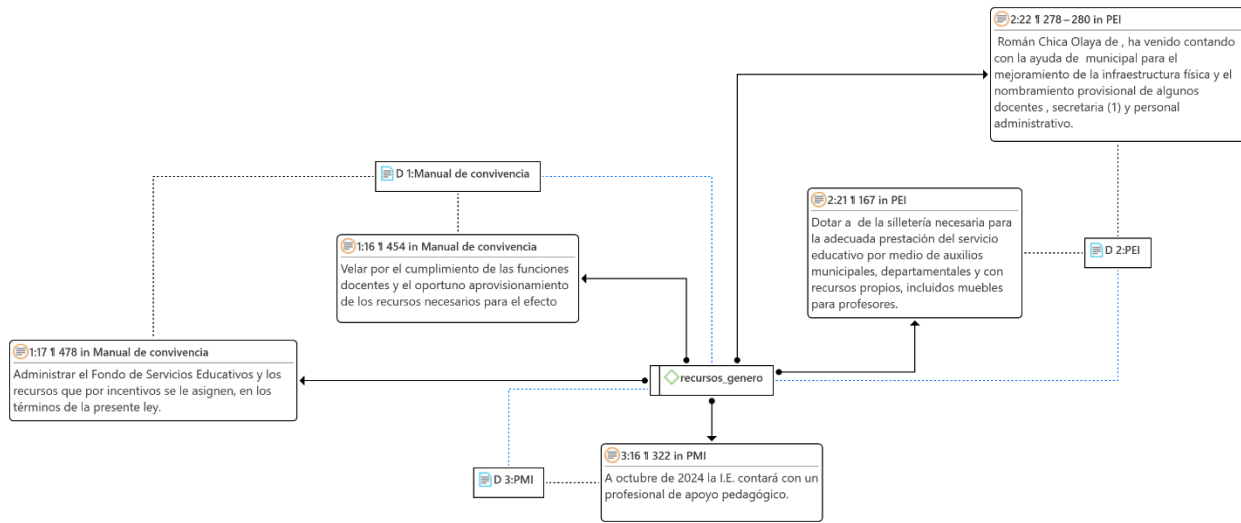 2:22 ¶ 278 – 280 in PEI
Román Chica Olaya de , ha venido contando
con la ayuda de  municipal para el
mejoramiento de la infraestructura física y el
nombramiento provisional de algunos
docentes , secretaria (1) y personal
administrativo.
D 1:Manual de convivencia
2:21 ¶ 167 in PEI
Dotar a  de la silletería necesaria para
la adecuada prestación del servicio
educativo por medio de auxilios
municipales, departamentales y con
recursos propios, incluidos muebles
para profesores.
1:16 ¶ 454 in Manual de convivencia
Velar por el cumplimiento de las funciones
docentes y el oportuno aprovisionamiento
de los recursos necesarios para el efecto
D 2:PEI
1:17 ¶ 478 in Manual de convivencia
Administrar el Fondo de Servicios Educativos y los
recursos que por incentivos se le asignen, en los
términos de la presente ley.
recursos_genero
3:16 ¶ 322 in PMI
A octubre de 2024 la I.E. contará con un
profesional de apoyo pedagógico.
D 3:PMI